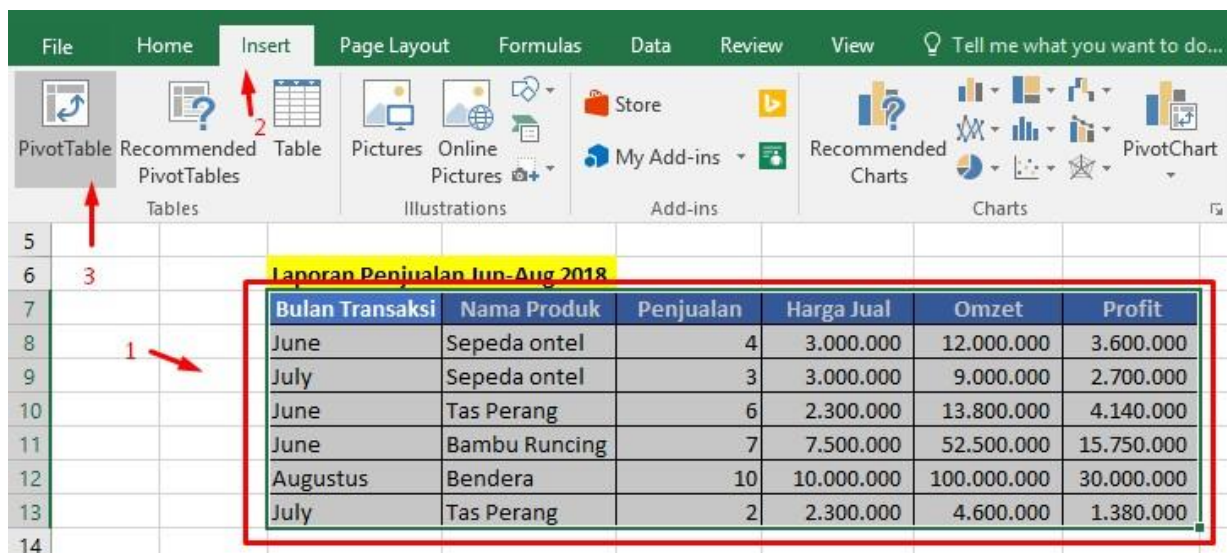 File Home Insert Page Layout Formulas Data Review View Tell me what you want to do...
2
Store
PivotTable Recommended PivotTables Table Pictures Online Pictures My Add-ins Recommended Charts PivotChart
Tables Illustrations Add-ins Charts
5
6 3 Laporan Penjualan Jun-Aug 2018
7 Bulan Transaksi Nama Produk Penjualan Harga Jual Omzet Profit
8 June Sepeda ontel 4 3.000.000 12.000.000 3.600.000
1
9 July Sepeda ontel 3 3.000.000 9.000.000 2.700.000
10 June Tas Perang 6 2.300.000 13.800.000 4.140.000
11 June Bambu Runcing 7 7.500.000 52.500.000 15.750.000
12 Augustus Bendera 10 10.000.000 100.000.000 30.000.000
13 July Tas Perang 2 2.300.000 4.600.000 1.380.000
14